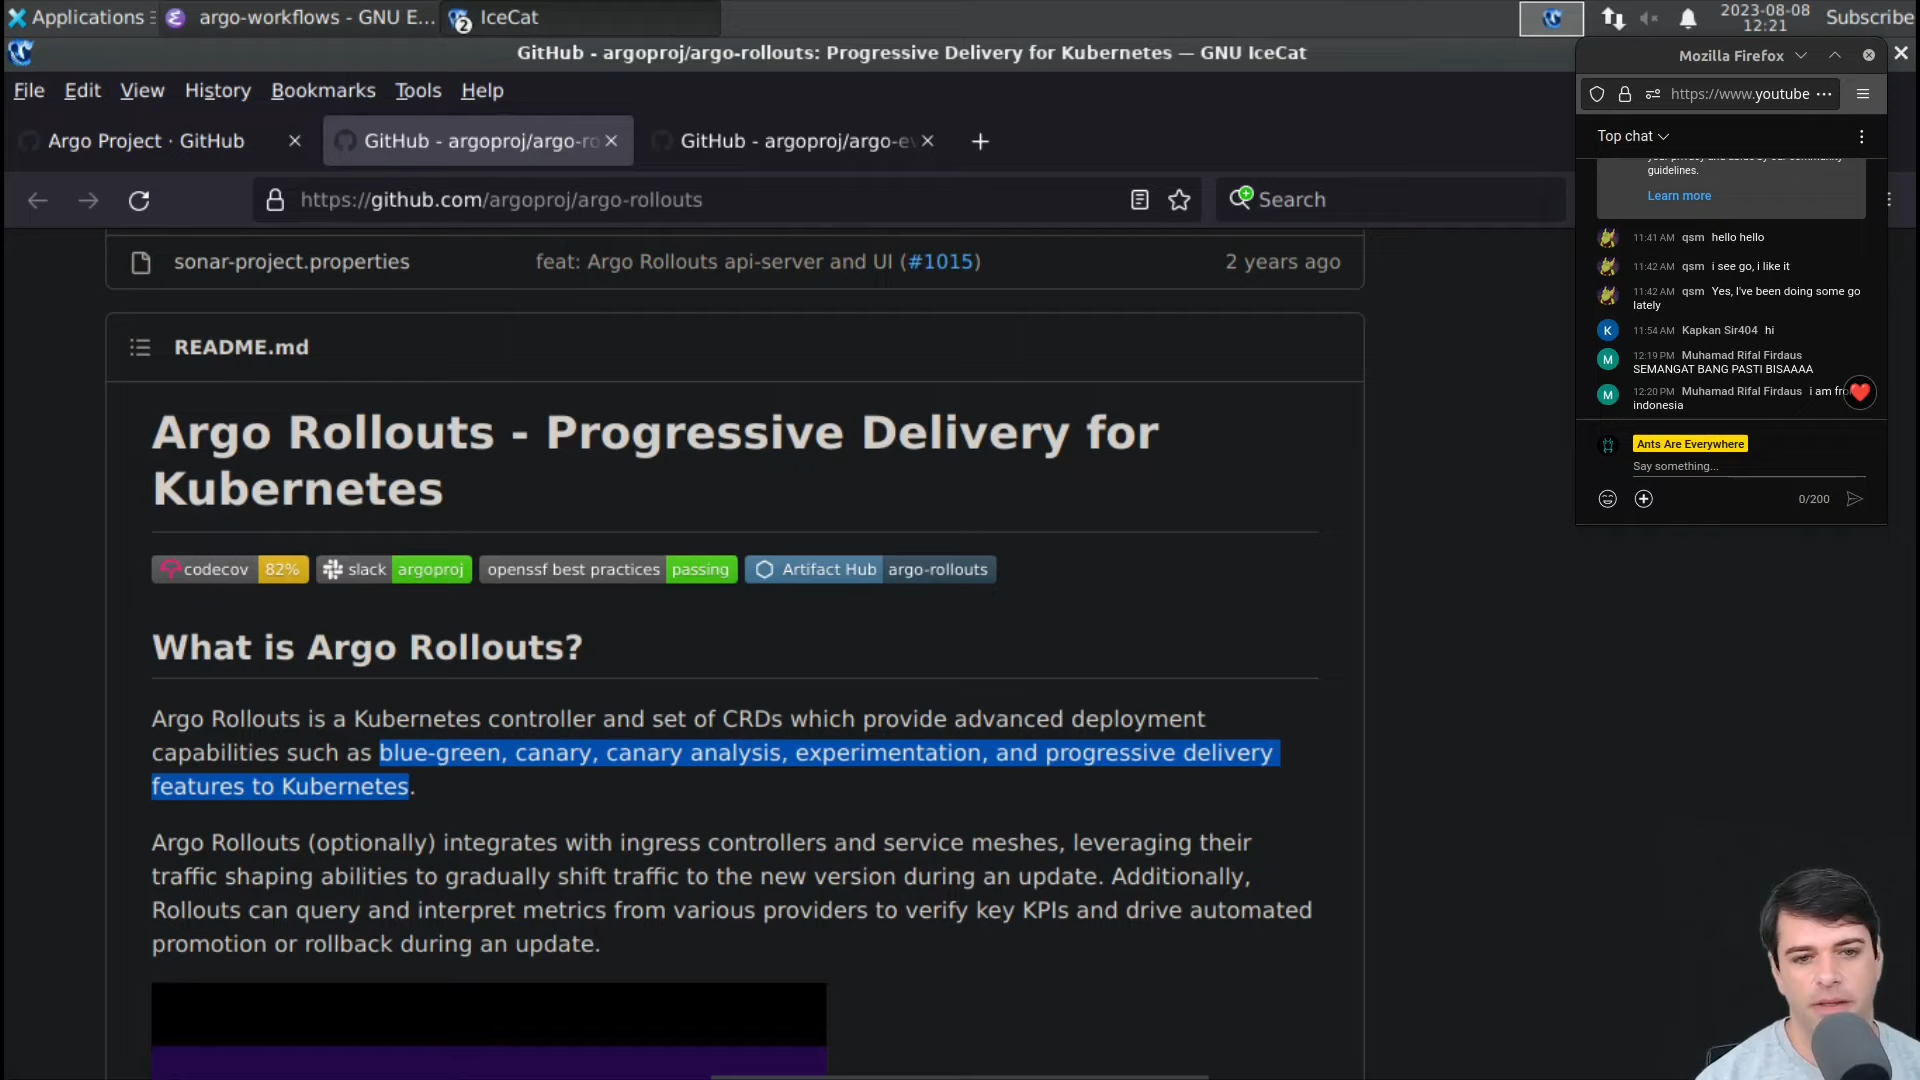 Applications
argo-workflows - GNU E...
IceCat
2
2023-08-08
12:21
Subscribe
GitHub - argoproj/argo-rollouts: Progressive Delivery for Kubernetes — GNU IceCat
File Edit View History Bookmarks Tools Help
Argo Project · GitHub
GitHub - argoproj/argo-ro
GitHub - argoproj/argo-ev
https://github.com/argoproj/argo-rollouts
Search
sonar-project.properties
feat: Argo Rollouts api-server and UI (#1015)
2 years ago
README.md
Argo Rollouts - Progressive Delivery for
Kubernetes
codecov 82%
slack argoproj
openssf best practices passing
Artifact Hub argo-rollouts
What is Argo Rollouts?
Argo Rollouts is a Kubernetes controller and set of CRDs which provide advanced deployment
capabilities such as blue-green, canary, canary analysis, experimentation, and progressive delivery
features to Kubernetes.
Argo Rollouts (optionally) integrates with ingress controllers and service meshes, leveraging their
traffic shaping abilities to gradually shift traffic to the new version during an update. Additionally,
Rollouts can query and interpret metrics from various providers to verify key KPIs and drive automated
promotion or rollback during an update.
Mozilla Firefox
https://www.youtube
Top chat
guidelines.
Learn more
11:41 AM qsm hello hello
11:42 AM qsm i see go, i like it
11:42 AM qsm Yes, I've been doing some go
lately
K
11:54 AM Kapkan Sir404 hi
M
12:19 PM Muhamad Rifal Firdaus
SEMANGAT BANG PASTI BISAAAA
M
12:20 PM Muhamad Rifal Firdaus i am fro
indonesia
Ants Are Everywhere
Say something...
0/200